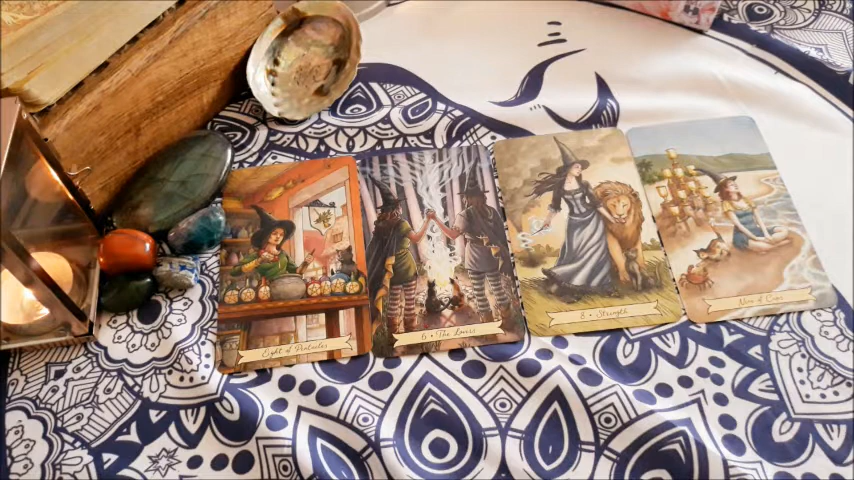 Eight of Pentacles
6 • The Lovers
8 • Strength
Nine of Cups